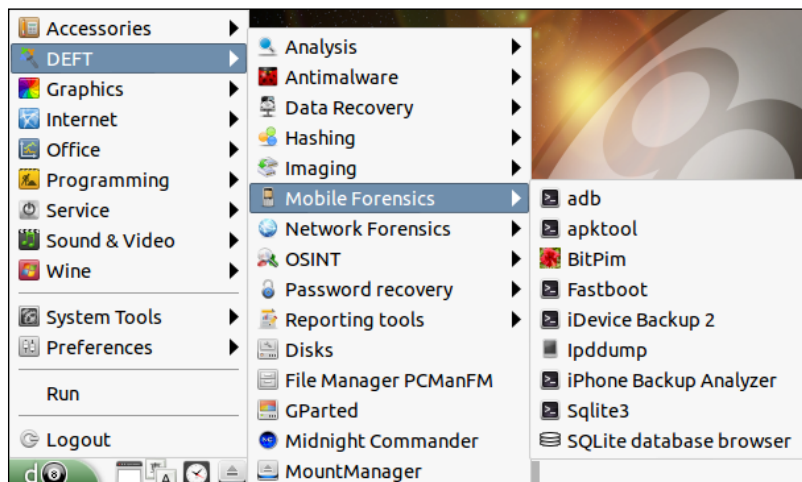 Accessories
DEFT
Graphics
Internet
Office
Programming
Service
Sound & Video
Wine
System Tools
Preferences
Run
Logout
d8
Analysis
Antimalware
Data Recovery
Hashing
Imaging
Mobile Forensics
Network Forensics
OSINT
Password recovery
Reporting tools
Disks
File Manager PCManFM
GParted
Midnight Commander
MountManager
adb
apktool
BitPim
Fastboot
iDevice Backup 2
Ipddump
iPhone Backup Analyzer
Sqlite3
SQLite database browser